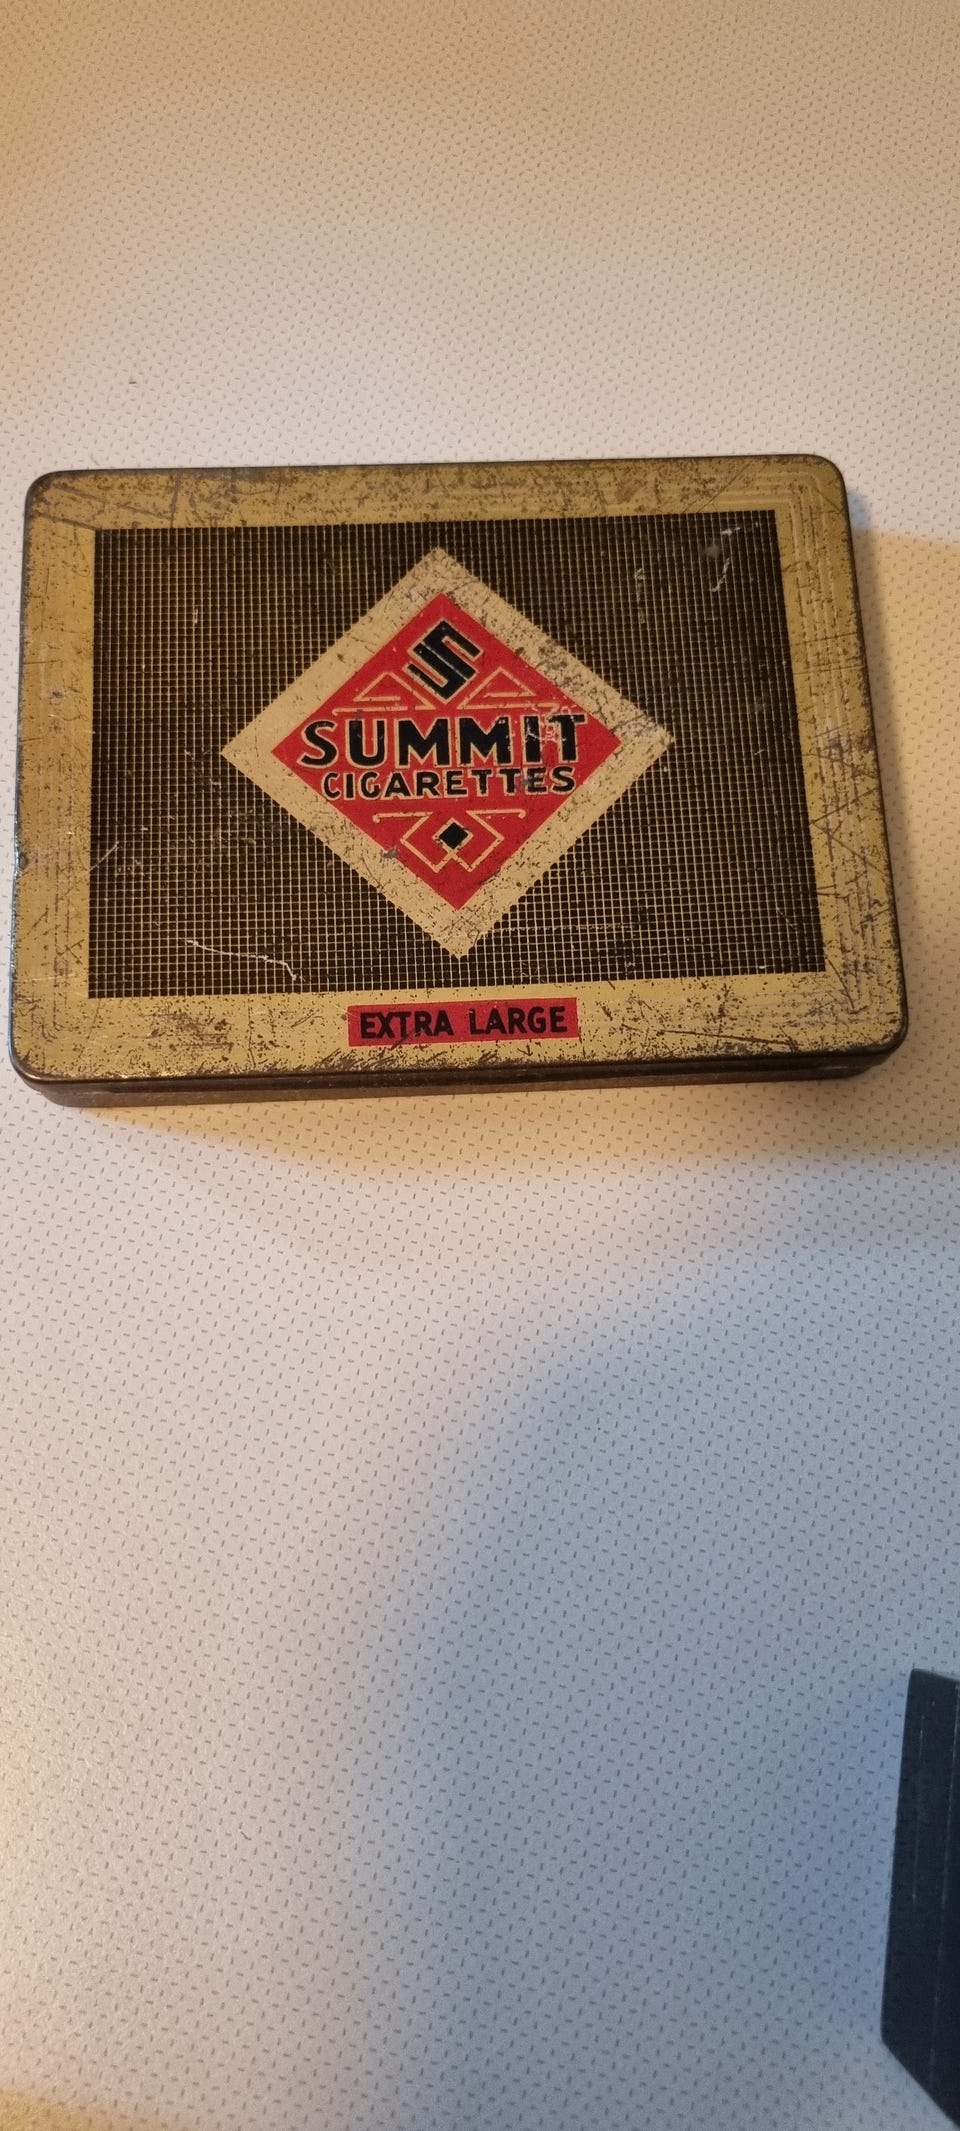 S
SUMMIT
CIGARETTES
EXTRA LARGE